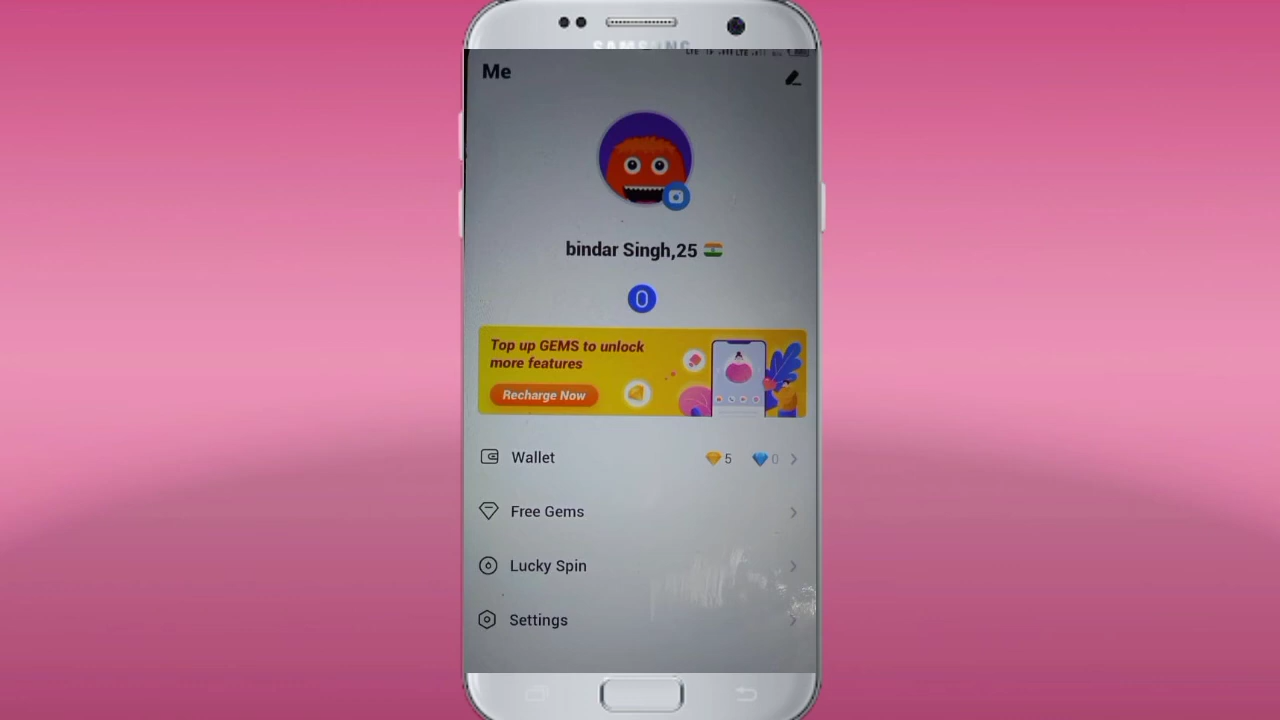 SAMSUNG
Me
bindar Singh,25
0
Top up GEMS to unlock
more features
Recharge Now
Wallet
5
0
Free Gems
Lucky Spin
Settings